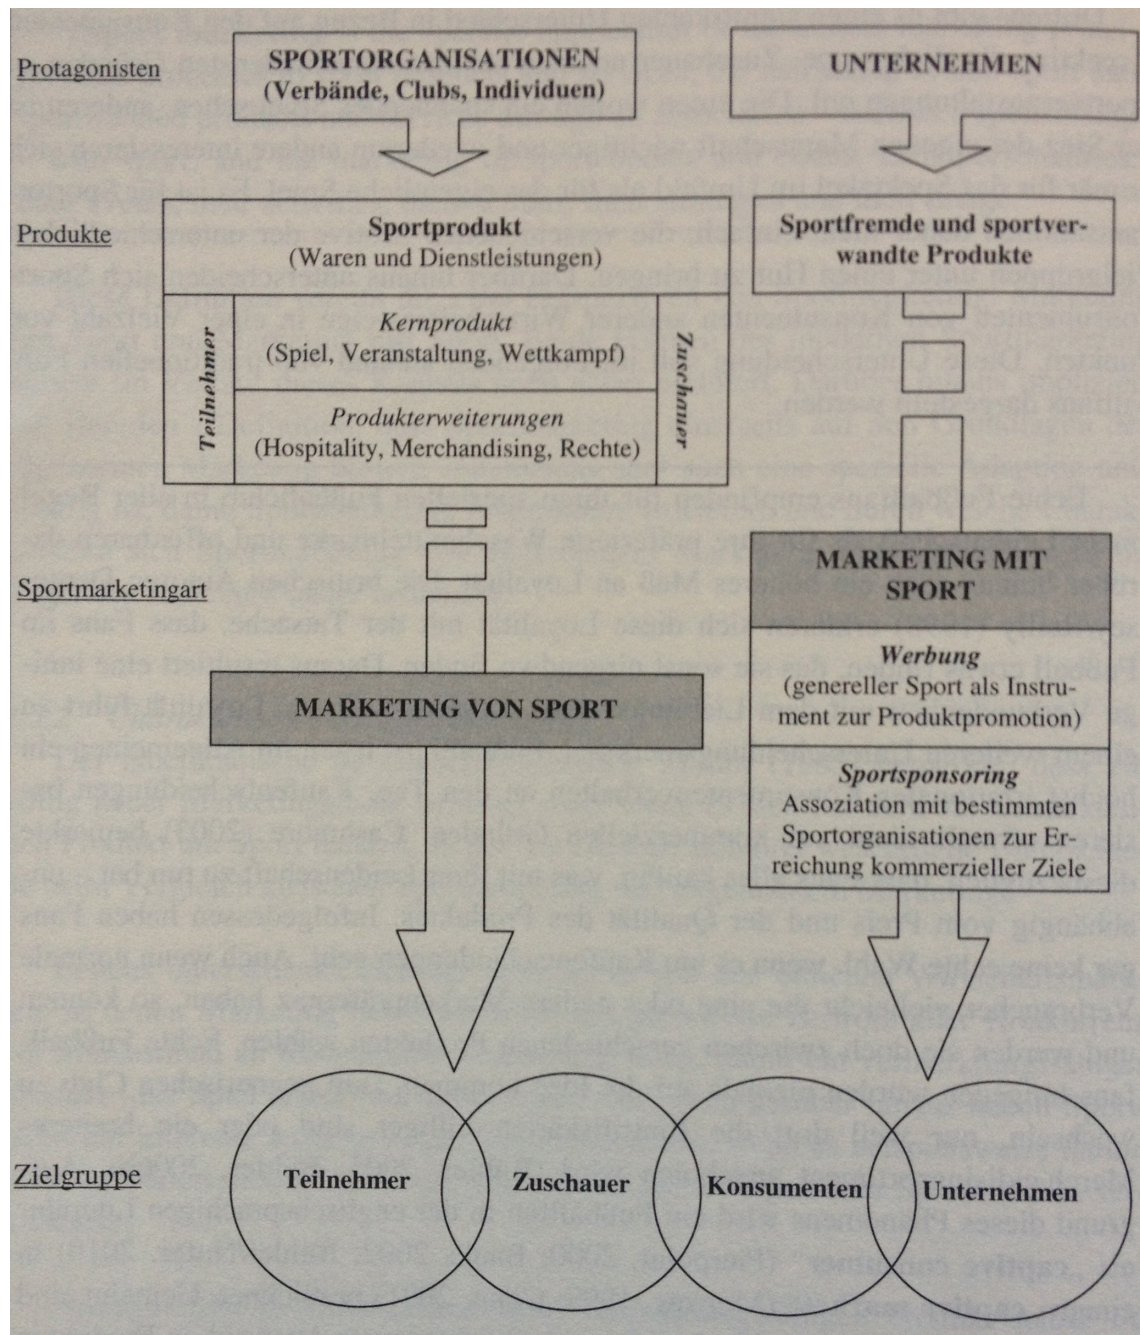 Protagonisten
SPORTORGANISATIONEN
(Verbände, Clubs, Individuen)
UNTERNEHMEN
Produkte
Sportprodukt
(Waren und Dienstleistungen)
Teilnehmer
Kernprodukt
(Spiel, Veranstaltung, Wettkampf)
Produkterweiterungen
(Hospitality, Merchandising, Rechte)
Zuschauer
Sportfremde und sportver-
wandte Produkte
Sportmarketingart
MARKETING VON SPORT
MARKETING MIT
SPORT
Werbung
(genereller Sport als Instru-
ment zur Produktpromotion)
Sportsponsoring
Assoziation mit bestimmten
Sportorganisationen zur Er-
reichung kommerzieller Ziele
Zielgruppe
Teilnehmer
Zuschauer
Konsumenten
Unternehmen